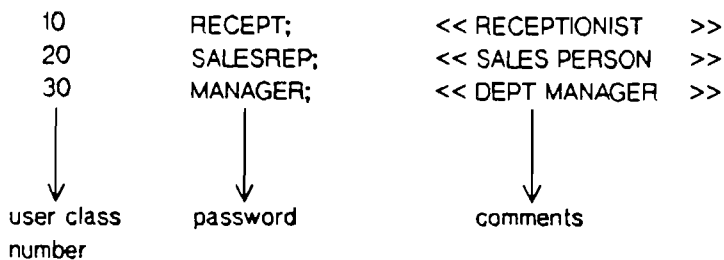 10 RECEPT; << RECEPTIONIST >>
20 SALESREP; << SALES PERSON >>
30 MANAGER; << DEPT MANAGER >>
user class password comments
number